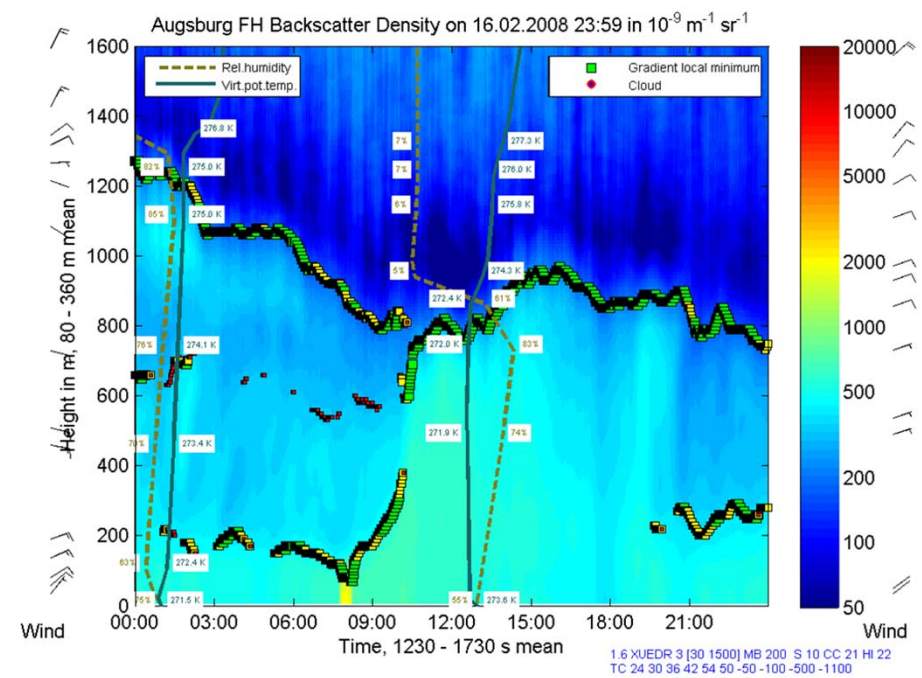 Augsburg FH Backscatter Density on 16.02.2008 23:59 in 10⁻⁹ m⁻¹ sr⁻¹
Rel.humidity
Virt.pot.temp.
Gradient local minimum
Cloud
1600
1400
1200
1000
800
600
400
200
0
Height in m, 80 - 360 m mean
276.8 K
82%
275.0 K
85%
275.0 K
76%
274.1 K
273.4 K
63%
272.4 K
75%
271.5 K
7%
277.3 K
7%
276.0 K
6%
275.8 K
5%
274.3 K
272.4 K
61%
272.0 K
83%
271.9 K
74%
55%
273.6 K
20000
10000
5000
2000
1000
500
200
100
50
00:00 03:00 06:00 09:00 12:00 15:00 18:00 21:00
Wind
Time, 1230 - 1730 s mean
Wind
1.6 XUEDR 3 [30 1500] MB 200 S 10 CC 21 HI 22
TC 24 30 36 42 54 50 -50 -100 -500 -1100